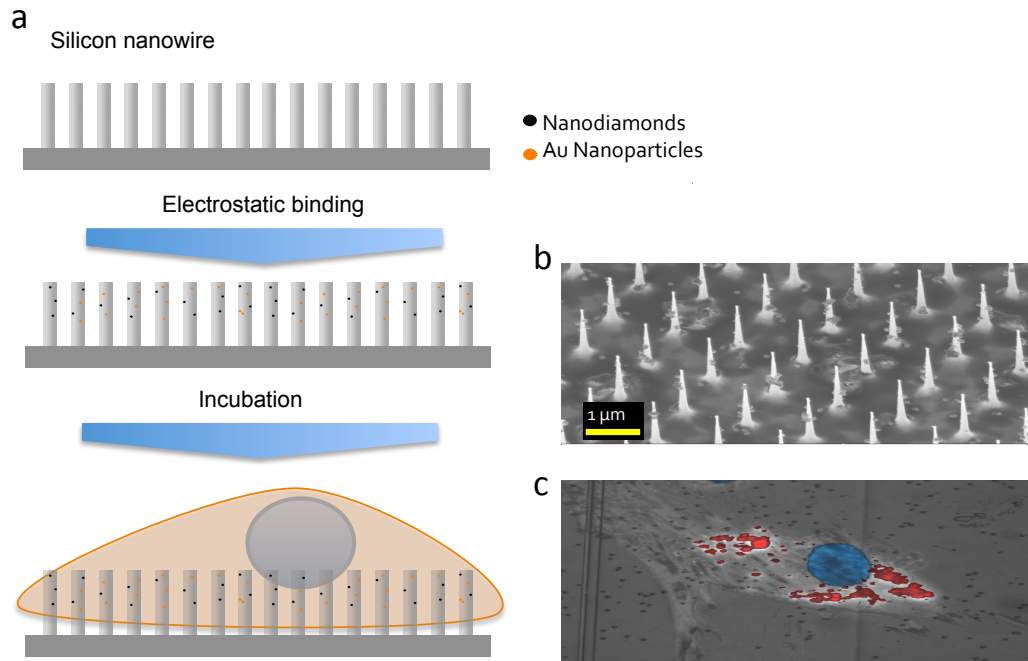 a
Silicon nanowire
Nanodiamonds
Au Nanoparticles
Electrostatic binding
b
1 μm
Incubation
c